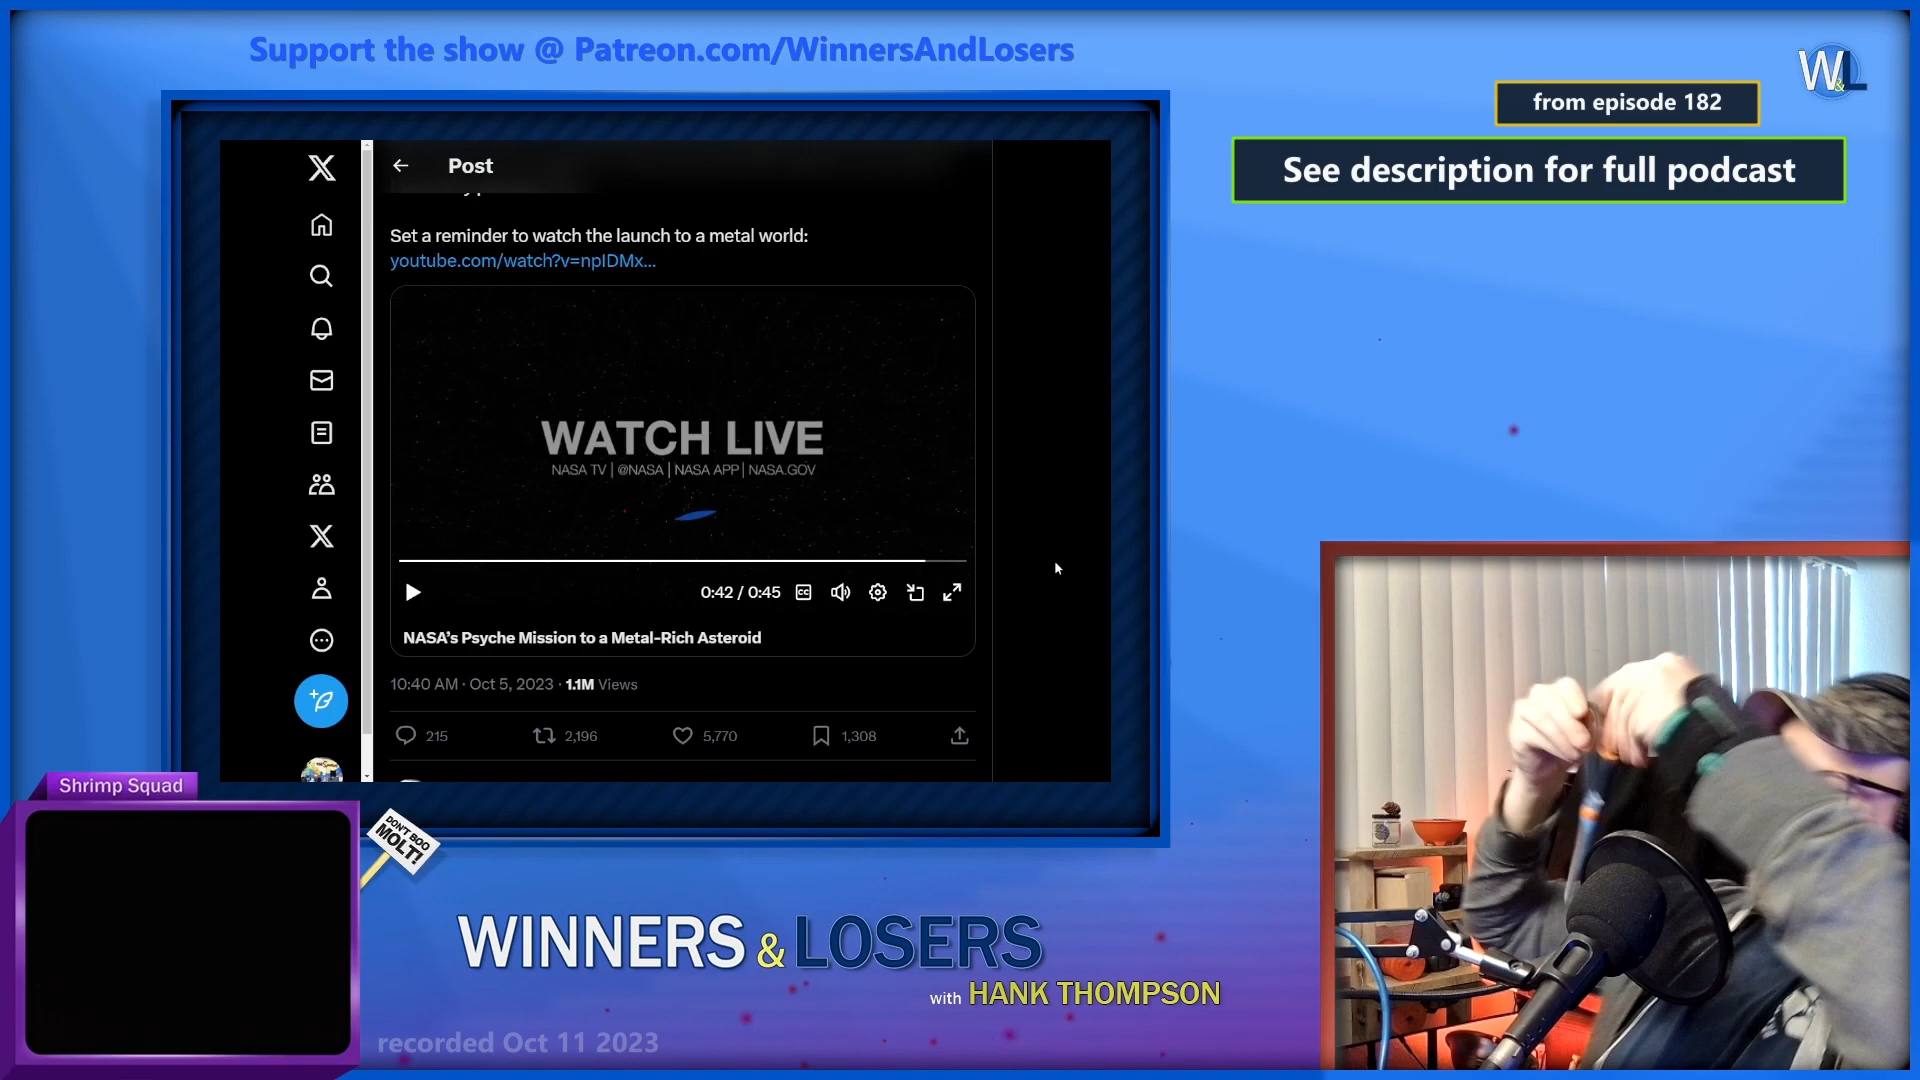 Support the show @ Patreon.com/WinnersAndLosers
W&L
from episode 182
See description for full podcast
Post
Set a reminder to watch the launch to a metal world:
youtube.com/watch?v=npIDMx...
WATCH LIVE
NASA TV | @NASA | NASA APP | NASA.GOV
0:42 / 0:45
NASA's Psyche Mission to a Metal-Rich Asteroid
10:40 AM · Oct 5, 2023 · 1.1M Views
215 2,196 5,770 1,308
Shrimp Squad
DON'T BOO
MOLT!
WINNERS & LOSERS
with HANK THOMPSON
recorded Oct 11 2023